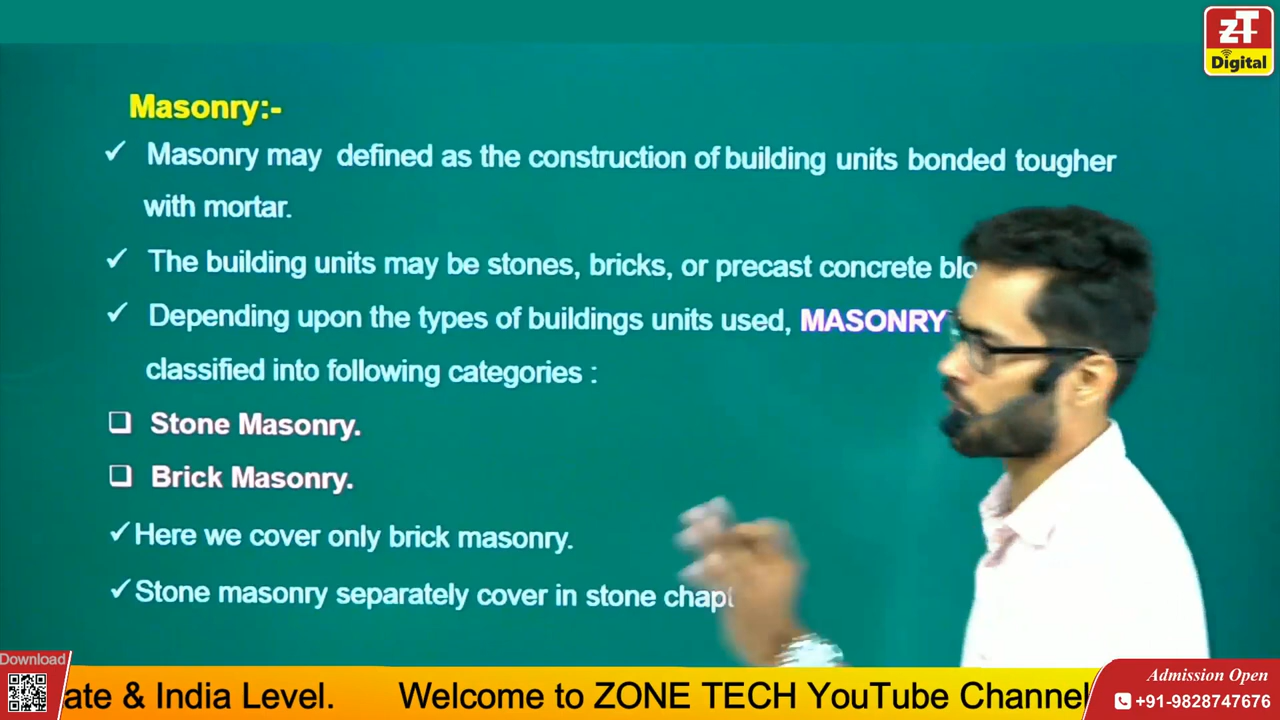 ZT
Digital
Masonry:-
✓ Masonry may defined as the construction of building units bonded tougher
with mortar.
✓ The building units may be stones, bricks, or precast concrete
✓ Depending upon the types of buildings units used, MASONRY
classified into following categories :
❑ Stone Masonry.
❑ Brick Masonry.
✓Here we cover only brick masonry.
✓Stone masonry separately cover in stone
Download
ate & India Level. Welcome to ZONE TECH YouTube Channel
Admission Open
+91-9828747676